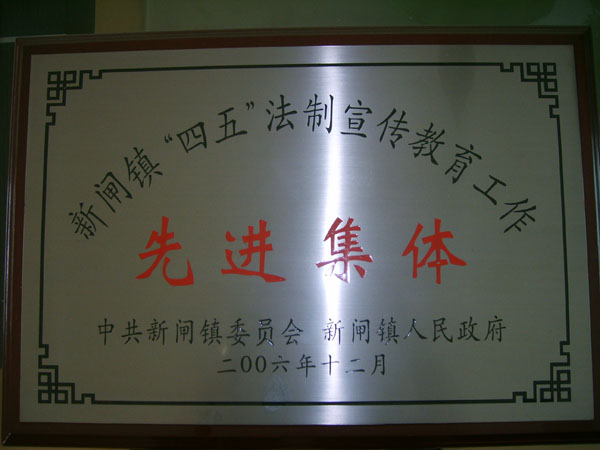 新闸镇“四五”法制宣传教育工作
先进集体
中共新闸镇委员会 新闸镇人民政府
二00六年十二月